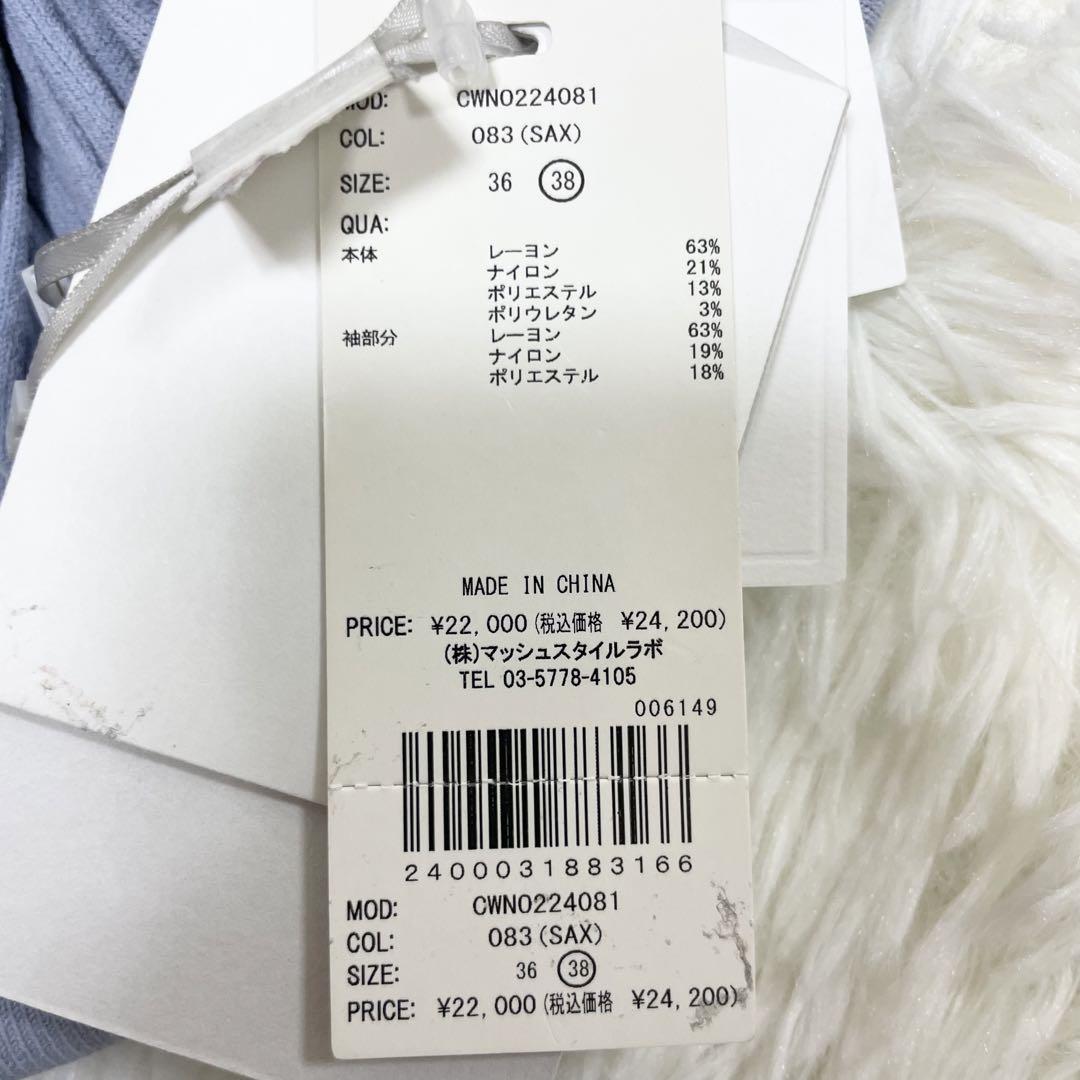 MOD: CWNO224081
COL: 083(SAX)
SIZE: 36 38
QUA:
本体 レーヨン 63%
ナイロン 21%
ポリエステル 13%
ポリウレタン 3%
袖部分 レーヨン 63%
ナイロン 19%
ポリエステル 18%
MADE IN CHINA
PRICE: ¥22,000(税込価格 ¥24,200)
(株)マッシュスタイルラボ
TEL 03-5778-4105
006149
2400031883166
MOD: CWNO224081
COL: 083(SAX)
SIZE: 36 38
PRICE: ¥22,000(税込価格 ¥24,200)